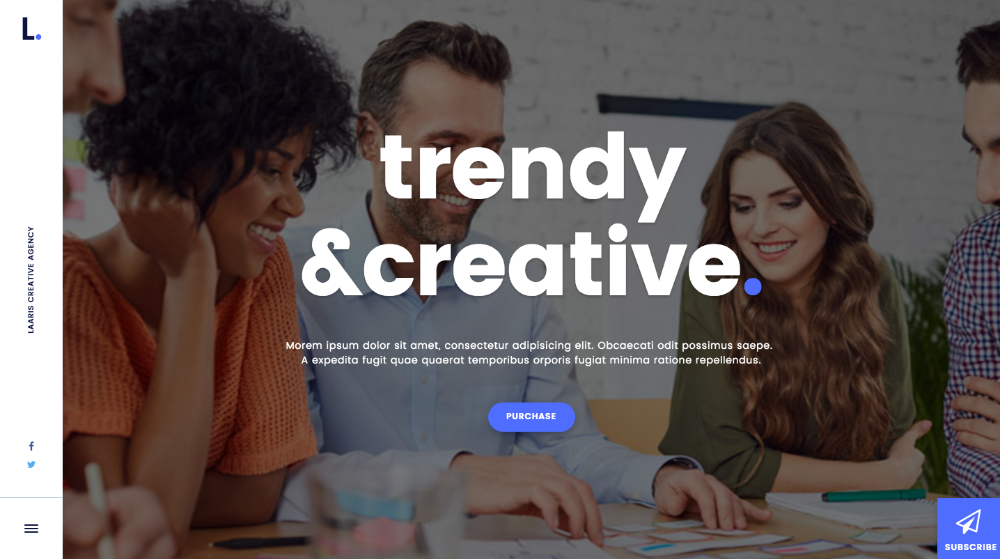 L.
LAARIS CREATIVE AGENCY
trendy
&creative.
Morem ipsum dolor sit amet, consectetur adipisicing elit. Obcaecati odit possimus saepe.
A expedita fugit quae quaerat temporibus orporis fugiat minima ratione repellendus.
PURCHASE
SUBSCRIBE